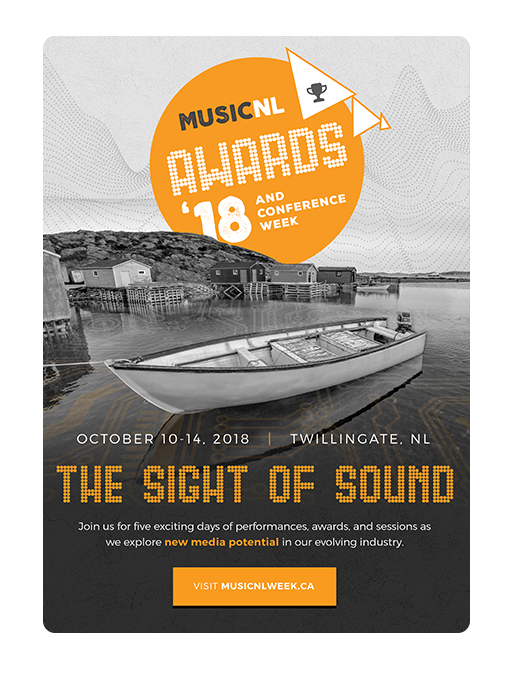 MUSICNL
AWARDS
'18
AND
CONFERENCE
WEEK
OCTOBER 10-14, 2018 | TWILLINGATE, NL
THE SIGHT OF SOUND
Join us for five exciting days of performances, awards, and sessions as
we explore new media potential in our evolving industry.
VISIT MUSICNLWEEK.CA